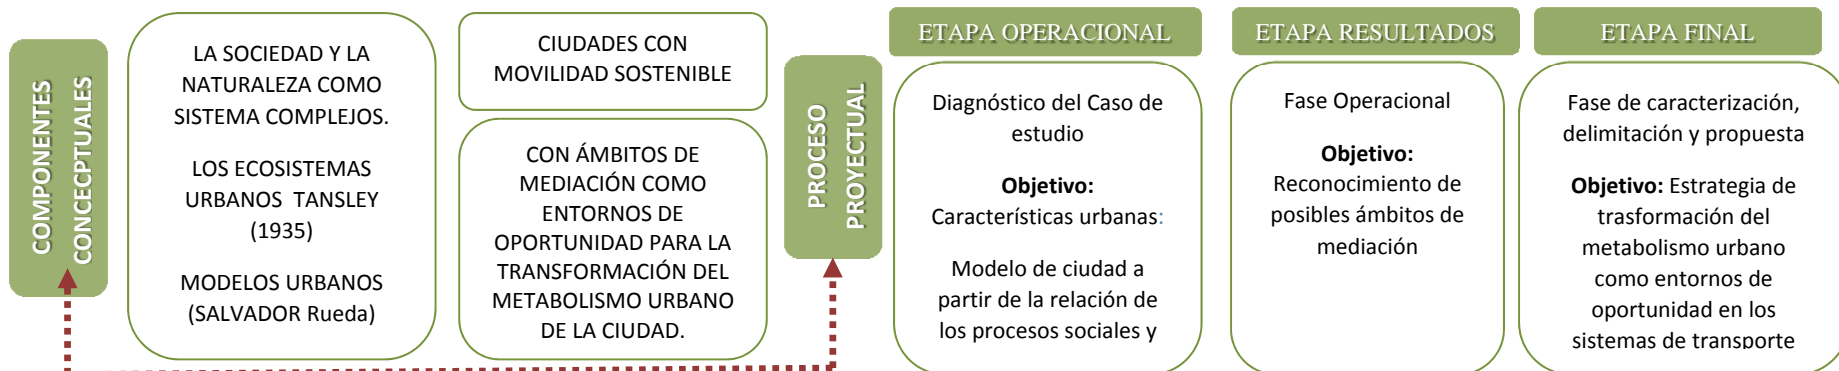 COMPONENTES
CONCECPTUALES
LA SOCIEDAD Y LA
NATURALEZA COMO
SISTEMA COMPLEJOS.
LOS ECOSISTEMAS
URBANOS TANSLEY
(1935)
MODELOS URBANOS
(SALVADOR Rueda)
CIUDADES CON
MOVILIDAD SOSTENIBLE
CON ÁMBITOS DE
MEDIACIÓN COMO
ENTORNOS DE
OPORTUNIDAD PARA LA
TRANSFORMACIÓN DEL
METABOLISMO URBANO
DE LA CIUDAD.
PROCESO
PROYECTUAL
ETAPA OPERACIONAL
Diagnóstico del Caso de
estudio
Objetivo:
Características urbanas:
Modelo de ciudad a
partir de la relación de
los procesos sociales y
ETAPA RESULTADOS
Fase Operacional
Objetivo:
Reconocimiento de
posibles ámbitos de
mediación
ETAPA FINAL
Fase de caracterización,
delimitación y propuesta
Objetivo: Estrategia de
trasformación del
metabolismo urbano
como entornos de
oportunidad en los
sistemas de transporte